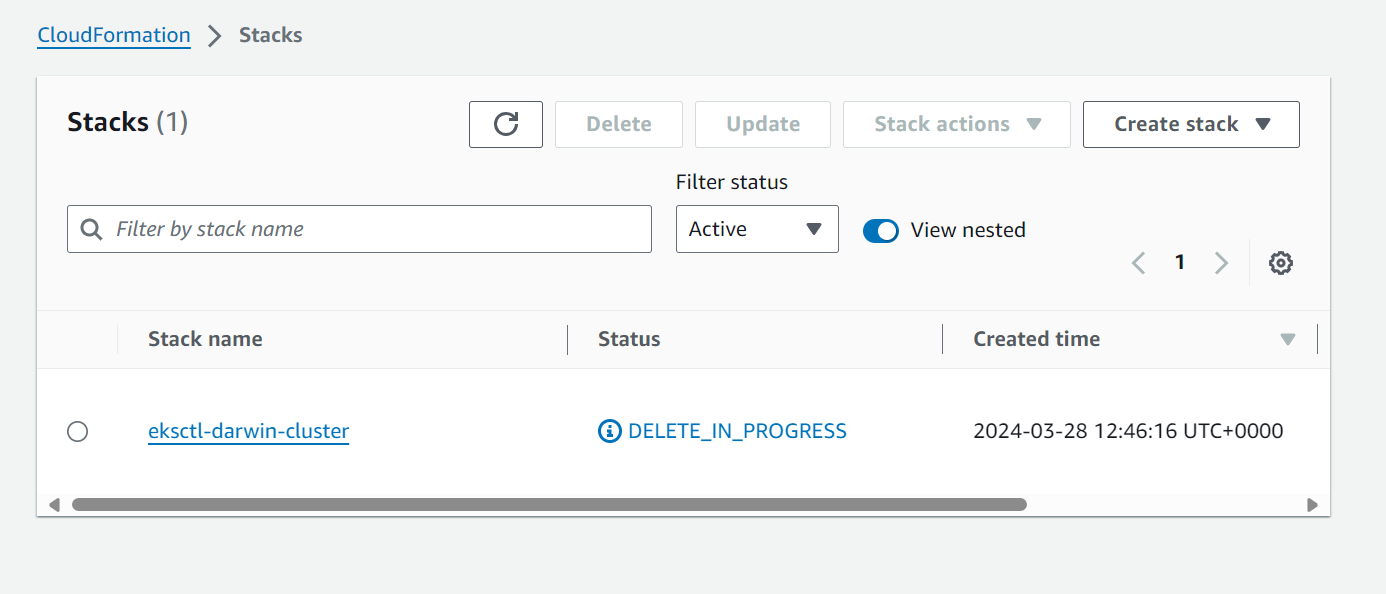 CloudFormation > Stacks
Stacks (1)
Delete
Update
Stack actions
Create stack
Filter status
Filter by stack name
Active
View nested
1
Stack name
Status
Created time
eksctl-darwin-cluster
DELETE_IN_PROGRESS
2024-03-28 12:46:16 UTC+0000